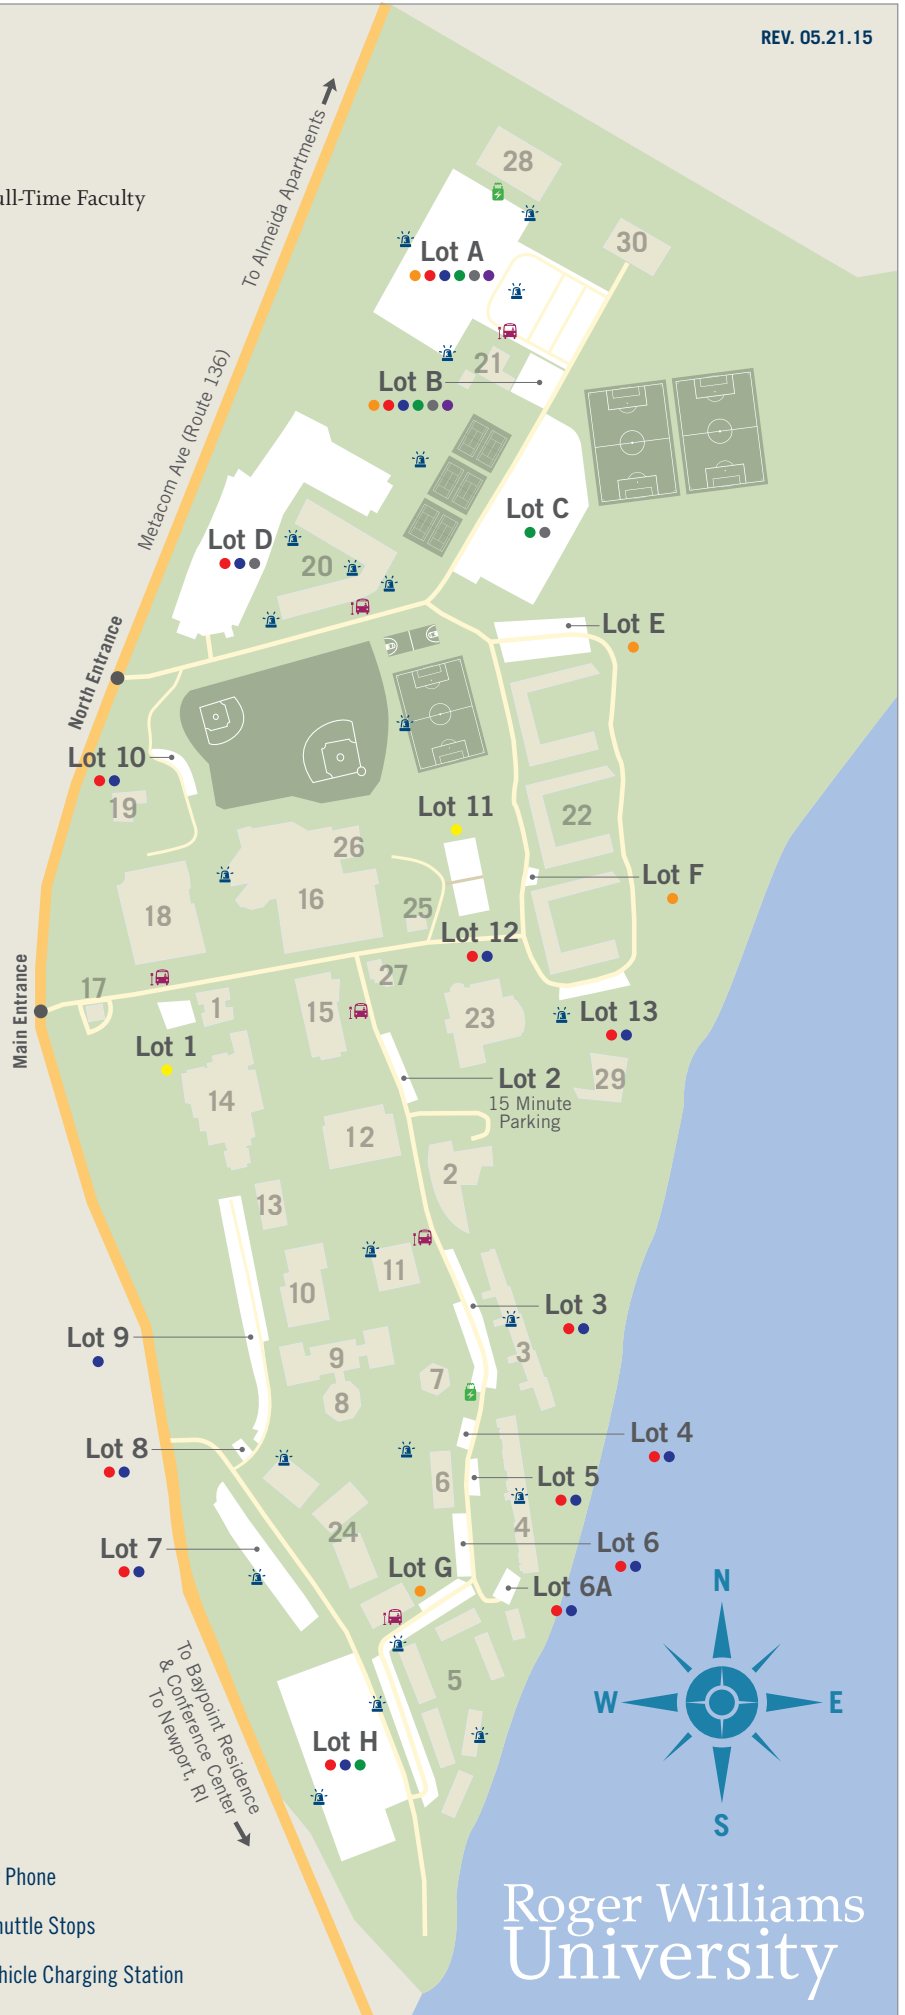 REV. 05.21.15
ull-Time Faculty
To Almeida Apartments
28
30
Lot A
21
Lot B
Metacom Ave (Route 136)
Lot C
Lot D
20
Lot E
North Entrance
Lot 10
19
Lot 11
22
26
Lot F
16
18
25
Lot 12
Main Entrance
17
27
1
15
23
Lot 13
Lot 1
Lot 2
15 Minute
Parking
29
14
12
2
13
11
10
Lot 3
Lot 9
9
3
7
8
Lot 4
Lot 8
Lot 5
6
4
24
Lot 6
Lot 7
Lot G
Lot 6A
N
W
E
S
5
To Baypoint Residence
& Conference Center
To Newport, RI
Lot H
Phone
huttle Stops
hicle Charging Station
Roger Williams
University